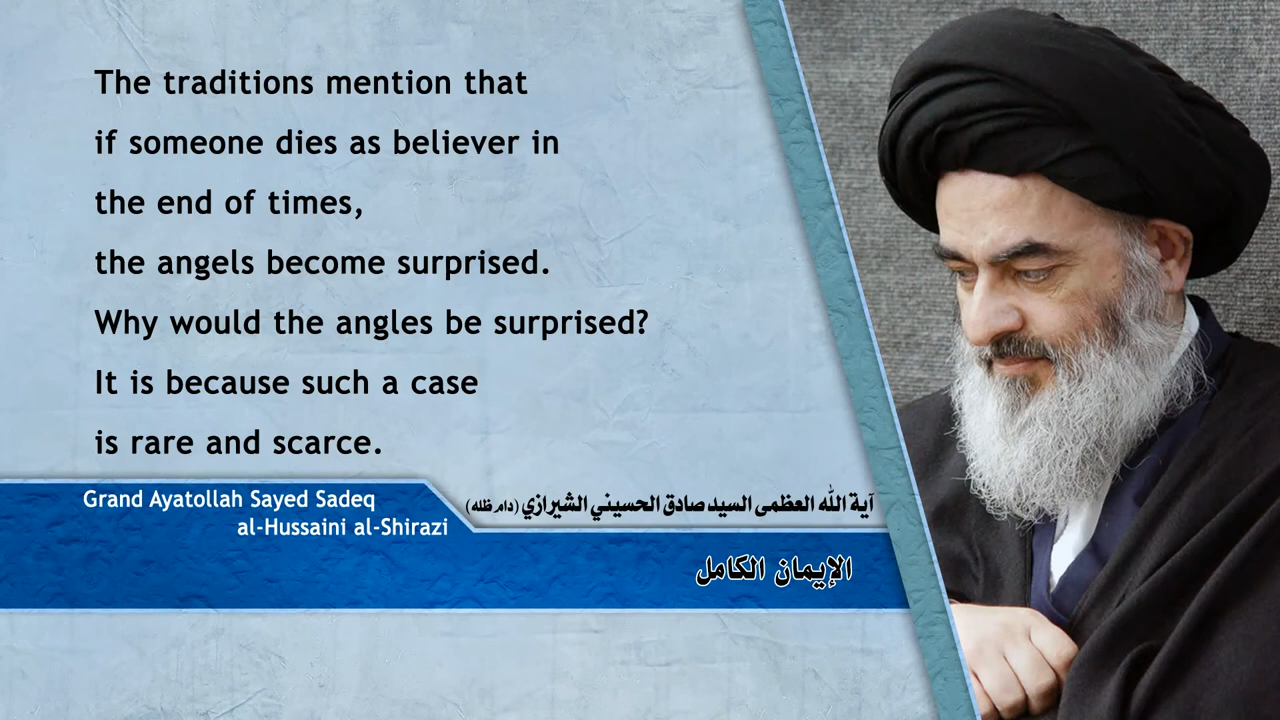 The traditions mention that
if someone dies as believer in
the end of times,
the angels become surprised.
Why would the angles be surprised?
It is because such a case
is rare and scarce.
Grand Ayatollah Sayed Sadeq
al-Hussaini al-Shirazi
آية الله العظمى السيد صادق الحسيني الشيرازي (دام ظله)
الإيمان الكامل